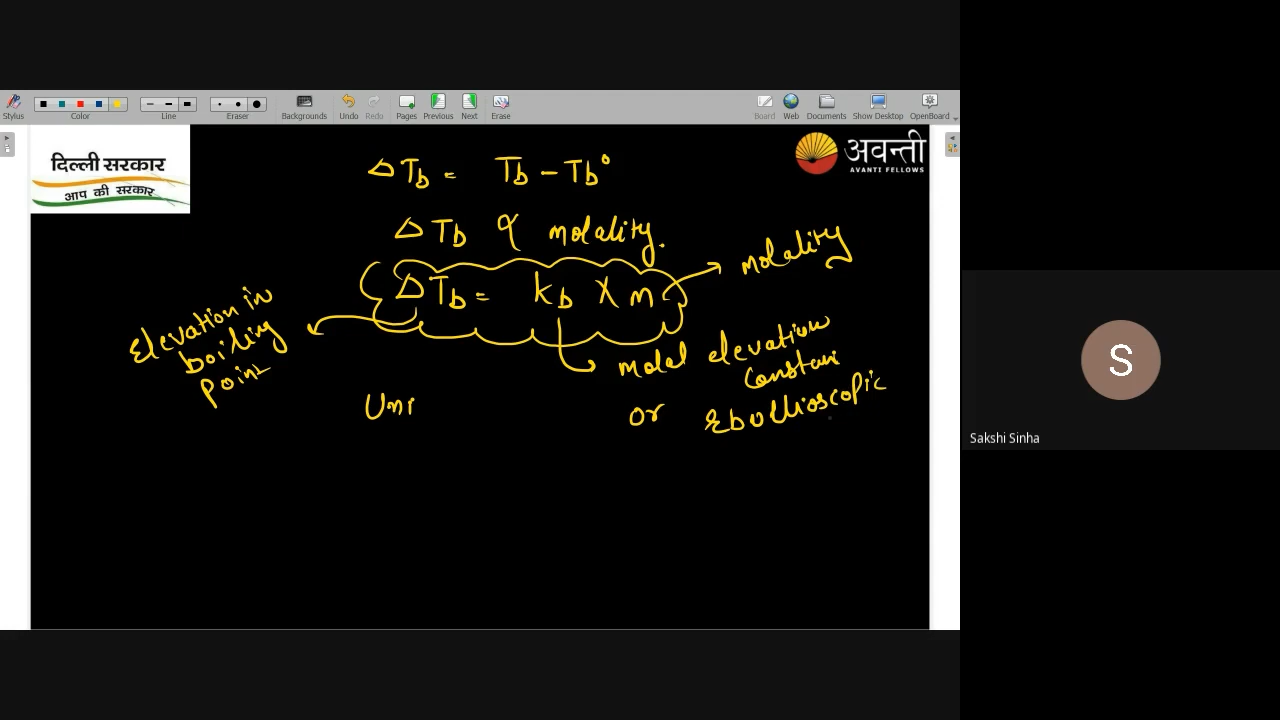 Stylus
Color
Line
Eraser
Backgrounds
Undo
Redo
Pages
Previous
Next
Erase
Board
Web
Documents
Show Desktop
OpenBoard
दिल्ली सरकार
आप की सरकार
अवन्ती
AVANTI FELLOWS
ΔTb = Tb - Tb°
ΔTb ∝ molality.
ΔTb = kb X m
molality
Elevation in
boiling
point
molal elevation
constan
Uni
or Ebullioscopic
S
Sakshi Sinha